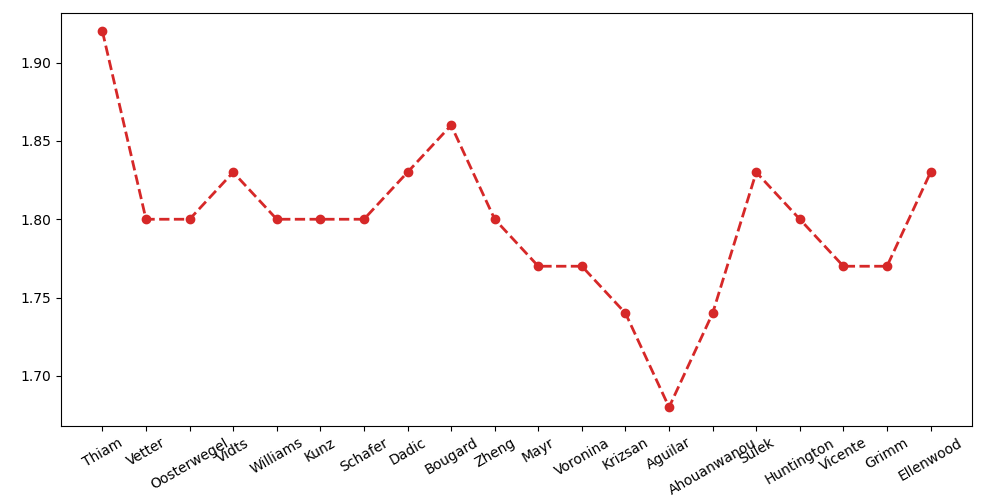 1.90
1.85
1.80
1.75
1.70
Thiam
Vetter
Oosterwegel
Vidts
Williams
Kunz
Schafer
Dadic
Bougard
Zheng
Mayr
Voronina
Krizsan
Aguilar
Ahouanwanou
Sulek
Huntington
Vicente
Grimm
Ellenwood